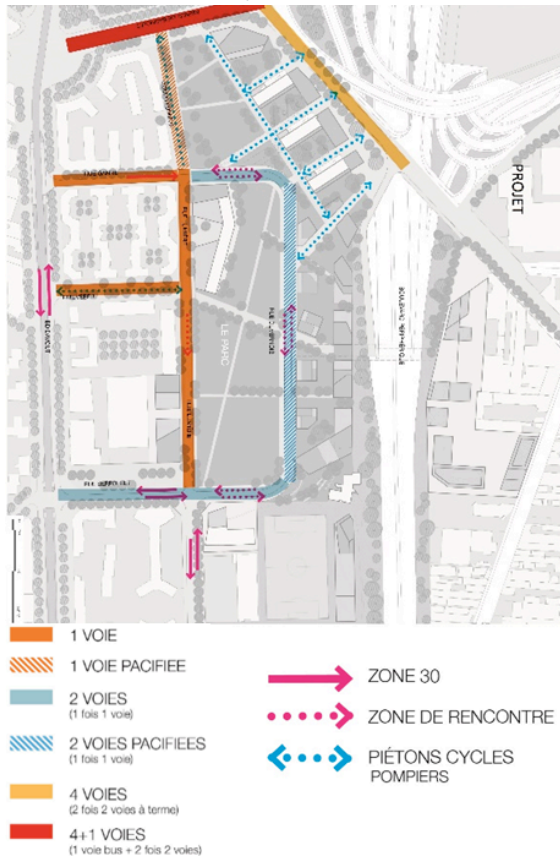 PROJET
LE PARC
BOULEVARD PERIPHERIQUE
1 VOIE
1 VOIE PACIFIEE
2 VOIES
(1 fois 1 voie)
2 VOIES PACIFIEES
(1 fois 1 voie)
4 VOIES
(2 fois 2 voies à terme)
4+1 VOIES
(1 voie bus + 2 fois 2 voies)
ZONE 30
ZONE DE RENCONTRE
PIÉTONS CYCLES
POMPIERS